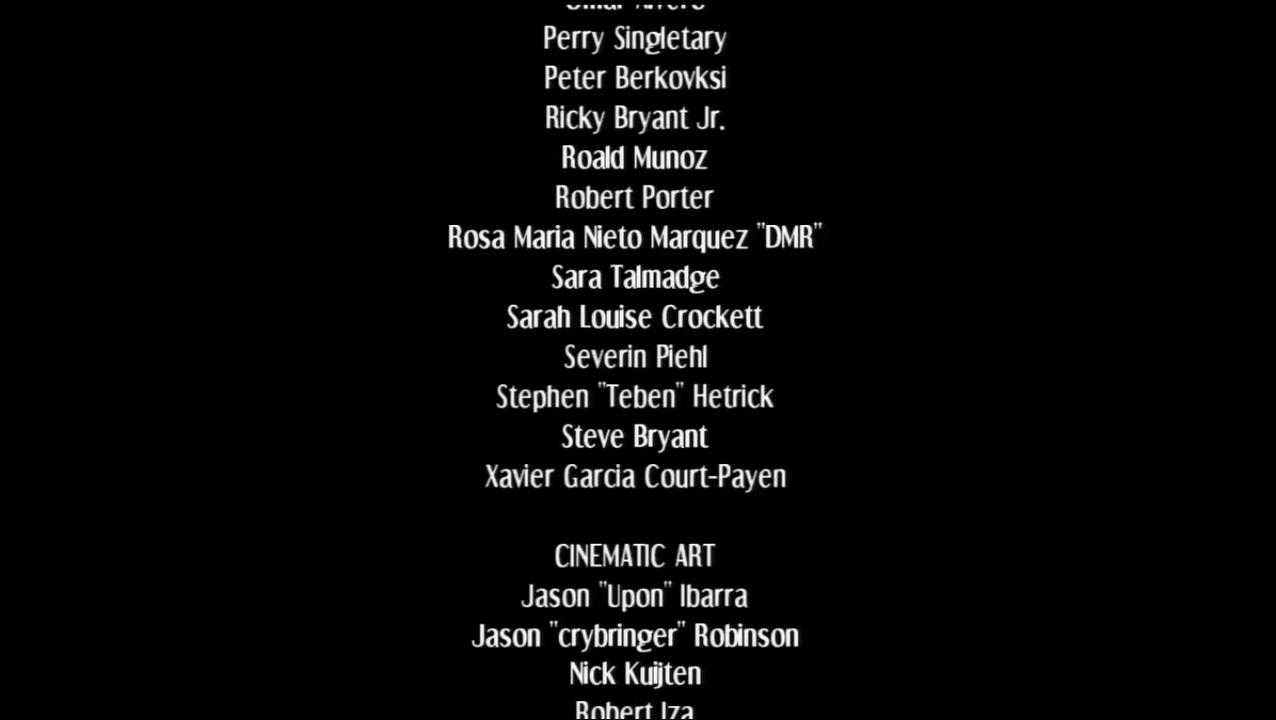 Omar Rivero
Perry Singletary
Peter Berkovksi
Ricky Bryant Jr.
Roald Munoz
Robert Porter
Rosa Maria Nieto Marquez "DMR"
Sara Talmadge
Sarah Louise Crockett
Severin Piehl
Stephen "Teben" Hetrick
Steve Bryant
Xavier Garcia Court-Payen
CINEMATIC ART
Jason "Upon" Ibarra
Jason "crybringer" Robinson
Nick Kuijten
Robert Iza